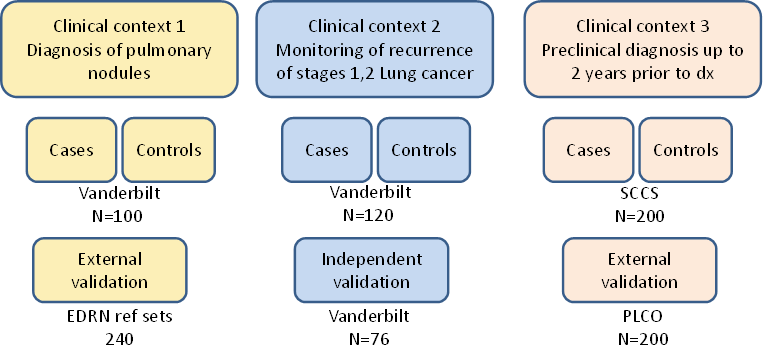 Clinical context 1
Diagnosis of pulmonary
nodules
Cases
Controls
Vanderbilt
N=100
External
validation
EDRN ref sets
240
Clinical context 2
Monitoring of recurrence
of stages 1,2 Lung cancer
Cases
Controls
Vanderbilt
N=120
Independent
validation
Vanderbilt
N=76
Clinical context 3
Preclinical diagnosis up to
2 years prior to dx
Cases
Controls
SCCS
N=200
External
validation
PLCO
N=200